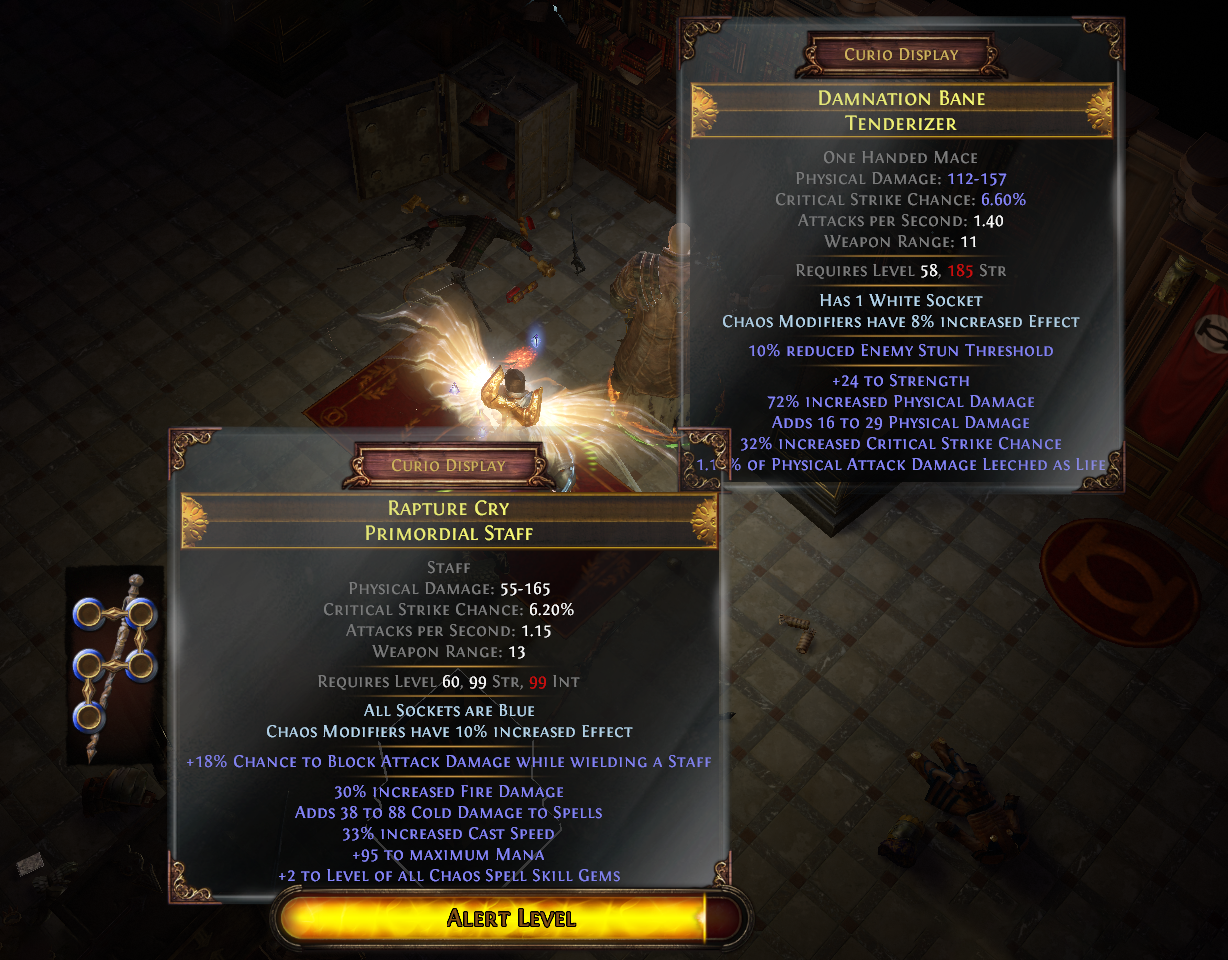 Curio Display
Damnation Bane
Tenderizer
One Handed Mace
Physical Damage: 112-157
Critical Strike Chance: 6.60%
Attacks per Second: 1.40
Weapon Range: 11
Requires Level 58, 185 Str
Has 1 White Socket
Chaos Modifiers have 8% increased Effect
10% reduced Enemy Stun Threshold
+24 to Strength
72% increased Physical Damage
Adds 16 to 29 Physical Damage
32% increased Critical Strike Chance
% of Physical Attack Damage Leeched as Life
Curio Display
Rapture Cry
Primordial Staff
Staff
Physical Damage: 55-165
Critical Strike Chance: 6.20%
Attacks per Second: 1.15
Weapon Range: 13
Requires Level 60, 99 Str, 99 Int
All Sockets are Blue
Chaos Modifiers have 10% increased Effect
+18% Chance to Block Attack Damage while wielding a Staff
30% increased Fire Damage
Adds 38 to 88 Cold Damage to Spells
33% increased Cast Speed
+95 to maximum Mana
+2 to Level of all Chaos Spell Skill Gems
Alert Level